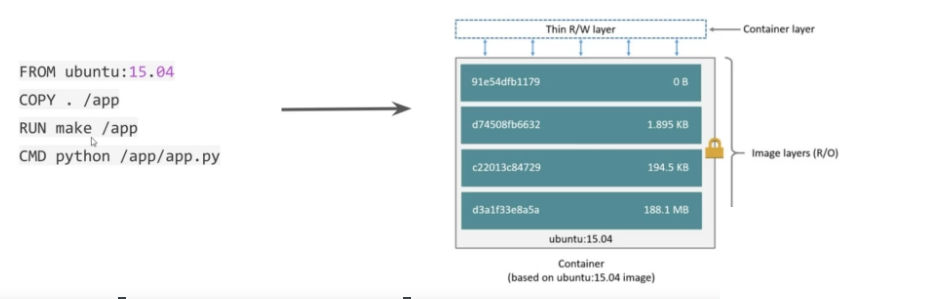 FROM ubuntu:15.04
COPY . /app
RUN make /app
CMD python /app/app.py
Thin R/W layer
Container layer
91e54dfb1179 0 B
d74508fb6632 1.895 KB
c22013c84729 194.5 KB
d3a1f33e8a5a 188.1 MB
Image layers (R/O)
ubuntu:15.04
Container
(based on ubuntu:15.04 image)